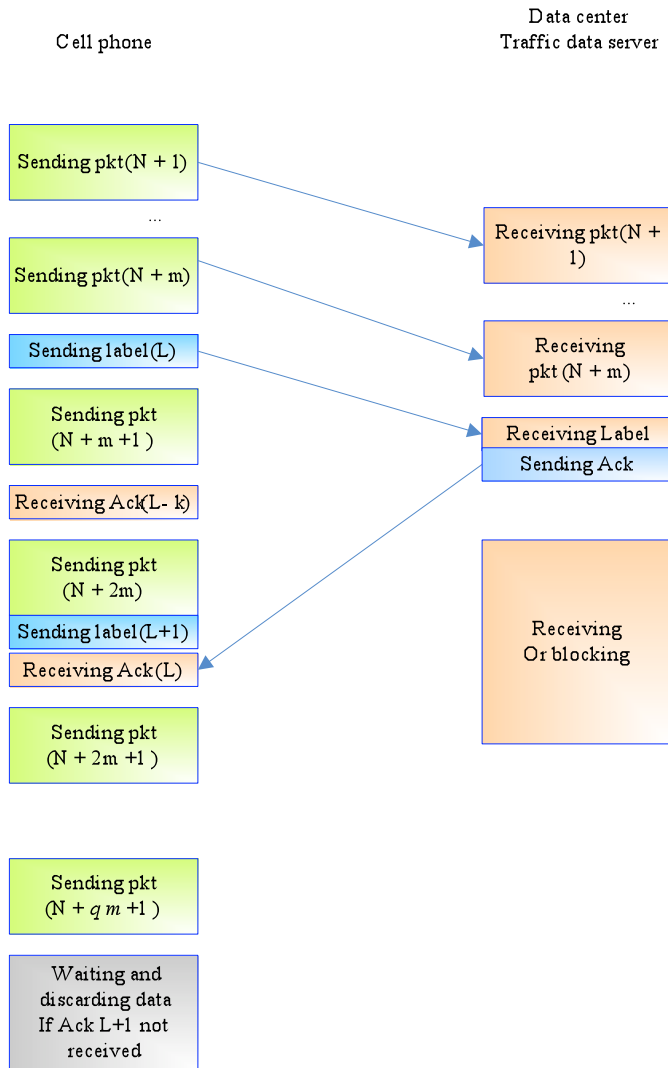 Cell phone
Data center
Traffic data server
Sending pkt(N + 1)
...
Sending pkt(N + m)
Sending label(L)
Sending pkt
(N + m +1 )
Receiving Ack(L- k)
Sending pkt
(N + 2m)
Sending label(L+1)
Receiving Ack(L)
Sending pkt
(N + 2m +1 )
Sending pkt
(N + q m +1 )
Waiting and
discarding data
If Ack L+1 not
received
Receiving pkt(N +
1)
...
Receiving
pkt (N + m)
Receiving Label
Sending Ack
Receiving
Or blocking